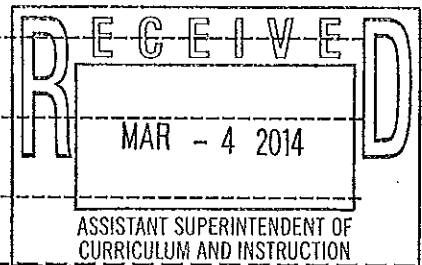 RECEIVED
MAR - 4 2014
ASSISTANT SUPERINTENDENT OF
CURRICULUM AND INSTRUCTION